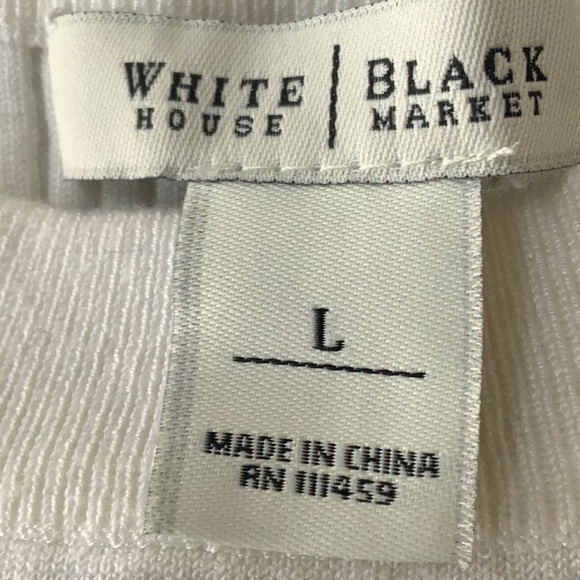 WHITE | BLACK
HOUSE | MARKET
L
MADE IN CHINA
RN 111459